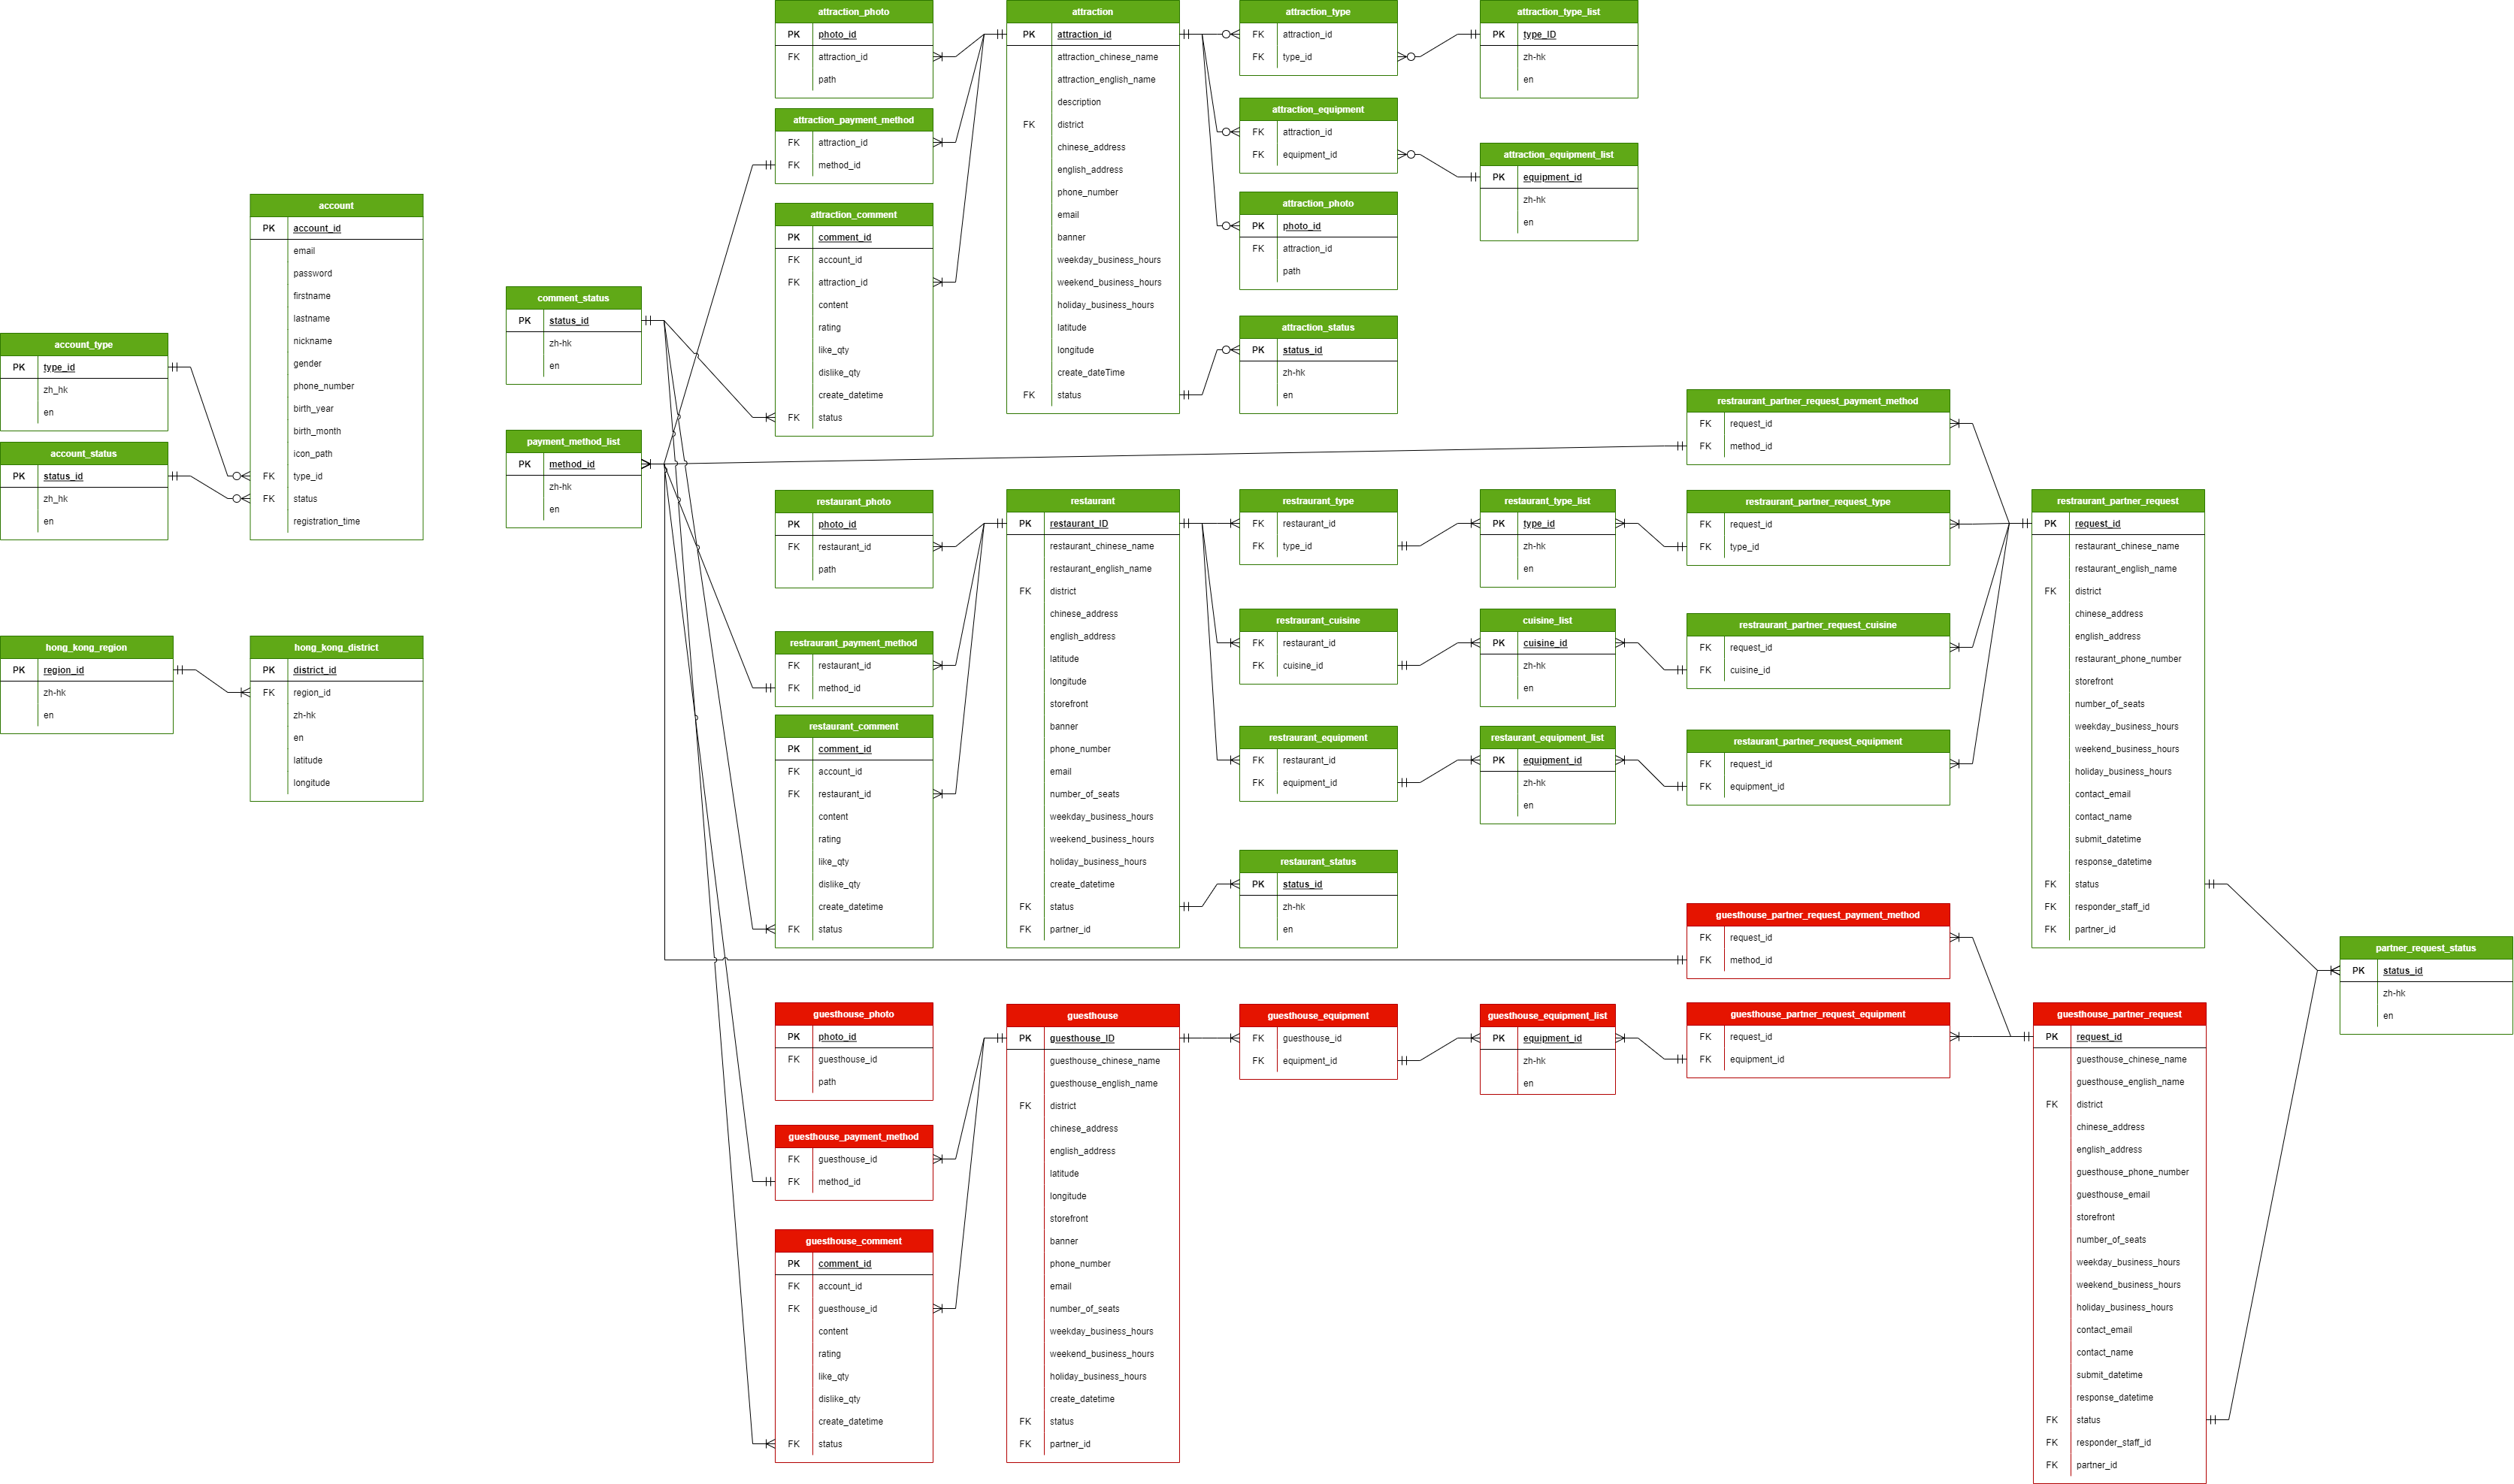 account_type
PK type_id
zh_hk
en
account_status
PK status_id
zh_hk
en
account
PK account_id
email
password
firstname
lastname
nickname
gender
phone_number
birth_year
birth_month
icon_path
FK type_id
FK status
registration_time
hong_kong_region
PK region_id
zh-hk
en
hong_kong_district
PK district_id
FK region_id
zh-hk
en
latitude
longitude
comment_status
PK status_id
zh-hk
en
payment_method_list
PK method_id
zh-hk
en
attraction_photo
PK photo_id
FK attraction_id
path
attraction_payment_method
FK attraction_id
FK method_id
attraction_comment
PK comment_id
FK account_id
FK attraction_id
content
rating
like_qty
dislike_qty
create_datetime
FK status
attraction
PK attraction_id
attraction_chinese_name
attraction_english_name
description
FK district
chinese_address
english_address
phone_number
email
banner
weekday_business_hours
weekend_business_hours
holiday_business_hours
latitude
longitude
create_dateTime
FK status
attraction_type
FK attraction_id
FK type_id
attraction_equipment
FK attraction_id
FK equipment_id
attraction_photo
PK photo_id
FK attraction_id
path
attraction_status
PK status_id
zh-hk
en
attraction_type_list
PK type_ID
zh-hk
en
attraction_equipment_list
PK equipment_id
zh-hk
en
restaurant_photo
PK photo_id
FK restaurant_id
path
restraurant_payment_method
FK restaurant_id
FK method_id
restaurant_comment
PK comment_id
FK account_id
FK restaurant_id
content
rating
like_qty
dislike_qty
create_datetime
FK status
restaurant
PK restaurant_ID
restaurant_chinese_name
restaurant_english_name
FK district
chinese_address
english_address
latitude
longitude
storefront
banner
phone_number
email
number_of_seats
weekday_business_hours
weekend_business_hours
holiday_business_hours
create_datetime
FK status
FK partner_id
restraurant_type
FK restaurant_id
FK type_id
restraurant_cuisine
FK restaurant_id
FK cuisine_id
restraurant_equipment
FK restaurant_id
FK equipment_id
restaurant_status
PK status_id
zh-hk
en
restaurant_type_list
PK type_id
zh-hk
en
cuisine_list
PK cuisine_id
zh-hk
en
restaurant_equipment_list
PK equipment_id
zh-hk
en
restraurant_partner_request_payment_method
FK request_id
FK method_id
restraurant_partner_request_type
FK request_id
FK type_id
restraurant_partner_request_cuisine
FK request_id
FK cuisine_id
restaurant_partner_request_equipment
FK request_id
FK equipment_id
restraurant_partner_request
PK request_id
restaurant_chinese_name
restaurant_english_name
FK district
chinese_address
english_address
restaurant_phone_number
storefront
number_of_seats
weekday_business_hours
weekend_business_hours
holiday_business_hours
contact_email
contact_name
submit_datetime
response_datetime
FK status
FK responder_staff_id
FK partner_id
partner_request_status
PK status_id
zh-hk
en
guesthouse_photo
PK photo_id
FK guesthouse_id
path
guesthouse_payment_method
FK guesthouse_id
FK method_id
guesthouse_comment
PK comment_id
FK account_id
FK guesthouse_id
content
rating
like_qty
dislike_qty
create_datetime
FK status
guesthouse
PK guesthouse_ID
guesthouse_chinese_name
guesthouse_english_name
FK district
chinese_address
english_address
latitude
longitude
storefront
banner
phone_number
email
number_of_seats
weekday_business_hours
weekend_business_hours
holiday_business_hours
create_datetime
FK status
FK partner_id
guesthouse_equipment
FK guesthouse_id
FK equipment_id
guesthouse_equipment_list
PK equipment_id
zh-hk
en
guesthouse_partner_request_payment_method
FK request_id
FK method_id
guesthouse_partner_request_equipment
FK request_id
FK equipment_id
guesthouse_partner_request
PK request_id
guesthouse_chinese_name
guesthouse_english_name
FK district
chinese_address
english_address
guesthouse_phone_number
guesthouse_email
storefront
number_of_seats
weekday_business_hours
weekend_business_hours
holiday_business_hours
contact_email
contact_name
submit_datetime
response_datetime
FK status
FK responder_staff_id
FK partner_id